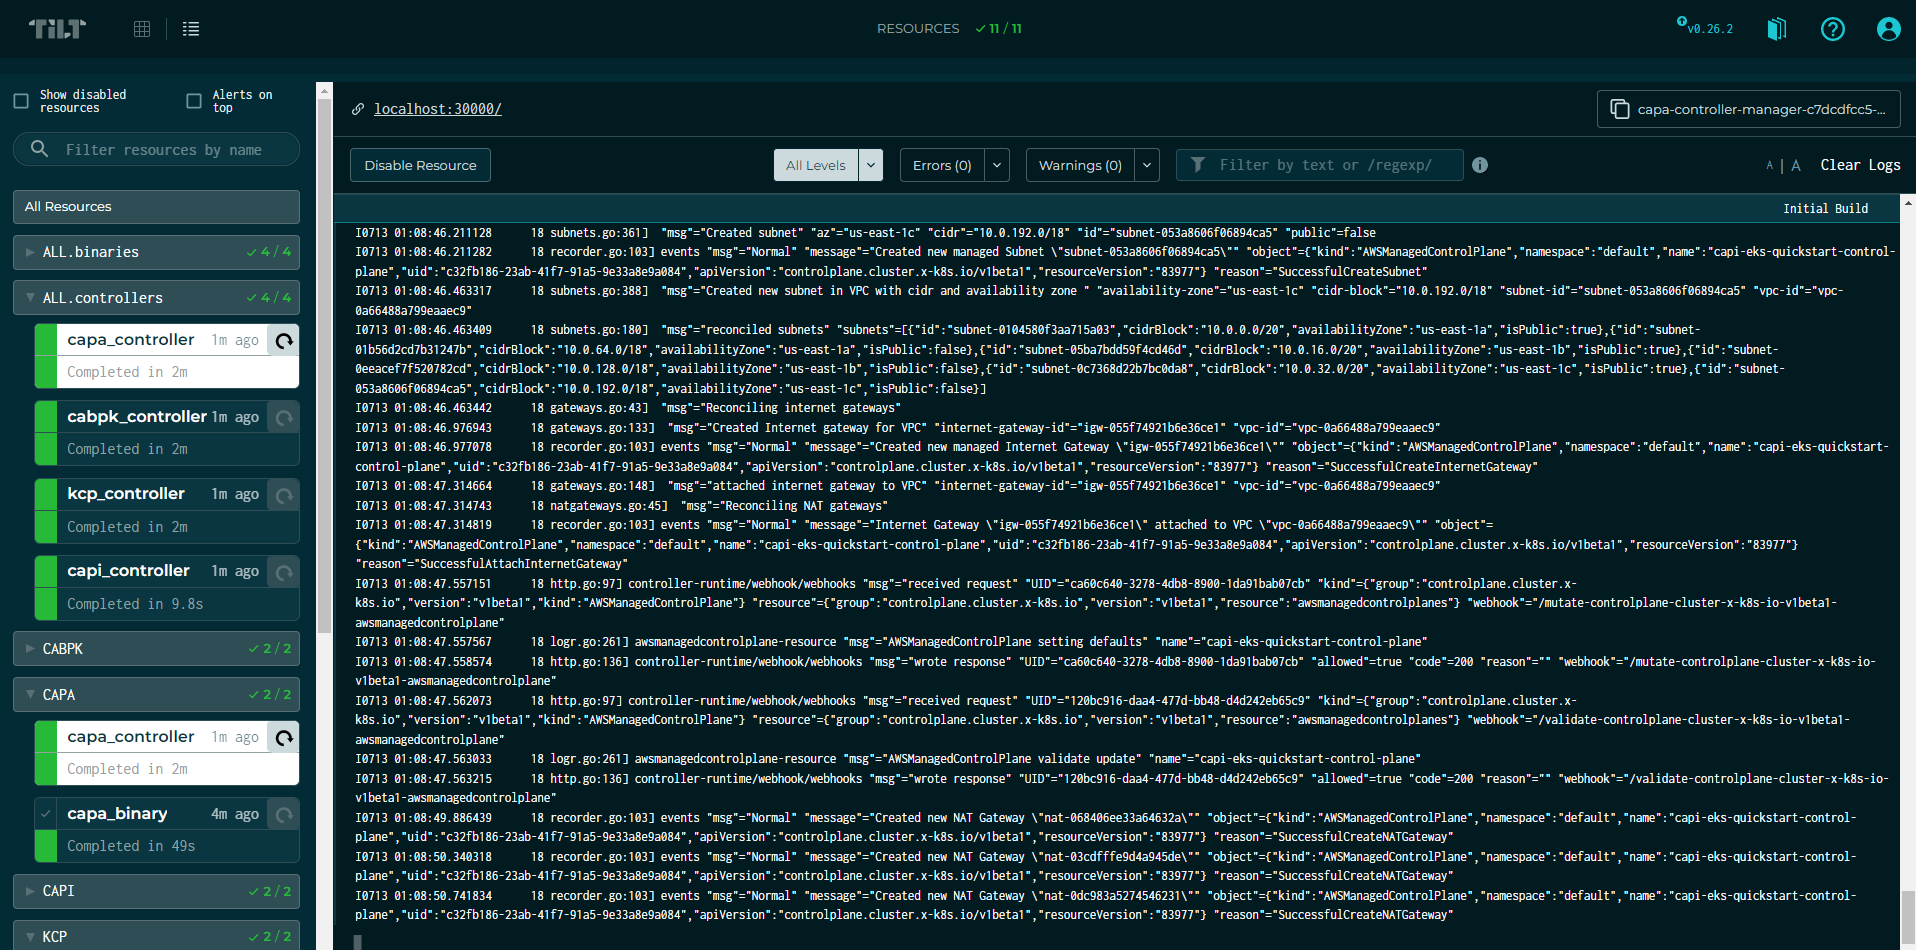 TILT
RESOURCES 11 / 11
v0.26.2
Show disabled resources
Alerts on top
Filter resources by name
All Resources
ALL.binaries 4 / 4
ALL.controllers 4 / 4
capa_controller 1m ago
Completed in 2m
cabpk_controller 1m ago
Completed in 2m
kcp_controller 1m ago
Completed in 2m
capi_controller 1m ago
Completed in 9.8s
CABPK 2 / 2
CAPA 2 / 2
capa_controller 1m ago
Completed in 2m
capa_binary 4m ago
Completed in 49s
CAPI 2 / 2
KCP 2 / 2
localhost:30000/
capa-controller-manager-c7dcdfcc5-...
Disable Resource
All Levels
Errors (0)
Warnings (0)
Filter by text or /regexp/
A | A
Clear Logs
Initial Build
I0713 01:08:46.211128 18 subnets.go:361] "msg"="Created subnet" "az"="us-east-1c" "cidr"="10.0.192.0/18" "id"="subnet-053a8606f06894ca5" "public"=false
I0713 01:08:46.211282 18 recorder.go:103] events "msg"="Normal" "message"="Created new managed Subnet \"subnet-053a8606f06894ca5\"" "object"={"kind":"AWSManagedControlPlane","namespace":"default","name":"capi-eks-quickstart-control-
plane","uid":"c32fb186-23ab-41f7-91a5-9e33a8e9a084","apiVersion":"controlplane.cluster.x-k8s.io/v1beta1","resourceVersion":"83977"} "reason"="SuccessfulCreateSubnet"
I0713 01:08:46.463317 18 subnets.go:388] "msg"="Created new subnet in VPC with cidr and availability zone " "availability-zone"="us-east-1c" "cidr-block"="10.0.192.0/18" "subnet-id"="subnet-053a8606f06894ca5" "vpc-id"="vpc-
0a66488a799eaaec9"
I0713 01:08:46.463409 18 subnets.go:180] "msg"="reconciled subnets" "subnets"=[{"id":"subnet-0104580f3aa715a03","cidrBlock":"10.0.0.0/20","availabilityZone":"us-east-1a","isPublic":true},{"id":"subnet-
01b56d2cd7b31247b","cidrBlock":"10.0.64.0/18","availabilityZone":"us-east-1a","isPublic":false},{"id":"subnet-05ba7bdd59f4cd46d","cidrBlock":"10.0.16.0/20","availabilityZone":"us-east-1b","isPublic":true},{"id":"subnet-
0eeacef7f520782cd","cidrBlock":"10.0.128.0/18","availabilityZone":"us-east-1b","isPublic":false},{"id":"subnet-0c7368d22b7bc0da8","cidrBlock":"10.0.32.0/20","availabilityZone":"us-east-1c","isPublic":true},{"id":"subnet-
053a8606f06894ca5","cidrBlock":"10.0.192.0/18","availabilityZone":"us-east-1c","isPublic":false}]
I0713 01:08:46.463442 18 gateways.go:43] "msg"="Reconciling internet gateways"
I0713 01:08:46.976943 18 gateways.go:133] "msg"="Created Internet gateway for VPC" "internet-gateway-id"="igw-055f74921b6e36ce1" "vpc-id"="vpc-0a66488a799eaaec9"
I0713 01:08:46.977078 18 recorder.go:103] events "msg"="Normal" "message"="Created new managed Internet Gateway \"igw-055f74921b6e36ce1\"" "object"={"kind":"AWSManagedControlPlane","namespace":"default","name":"capi-eks-quickstart-
control-plane","uid":"c32fb186-23ab-41f7-91a5-9e33a8e9a084","apiVersion":"controlplane.cluster.x-k8s.io/v1beta1","resourceVersion":"83977"} "reason"="SuccessfulCreateInternetGateway"
I0713 01:08:47.314664 18 gateways.go:148] "msg"="attached internet gateway to VPC" "internet-gateway-id"="igw-055f74921b6e36ce1" "vpc-id"="vpc-0a66488a799eaaec9"
I0713 01:08:47.314743 18 natgateways.go:45] "msg"="Reconciling NAT gateways"
I0713 01:08:47.314819 18 recorder.go:103] events "msg"="Normal" "message"="Internet Gateway \"igw-055f74921b6e36ce1\" attached to VPC \"vpc-0a66488a799eaaec9\"" "object"=
{"kind":"AWSManagedControlPlane","namespace":"default","name":"capi-eks-quickstart-control-plane","uid":"c32fb186-23ab-41f7-91a5-9e33a8e9a084","apiVersion":"controlplane.cluster.x-k8s.io/v1beta1","resourceVersion":"83977"}
"reason"="SuccessfulAttachInternetGateway"
I0713 01:08:47.557151 18 http.go:97] controller-runtime/webhook/webhooks "msg"="received request" "UID"="ca60c640-3278-4db8-8900-1da91bab07cb" "kind"={"group":"controlplane.cluster.x-
k8s.io","version":"v1beta1","kind":"AWSManagedControlPlane"} "resource"={"group":"controlplane.cluster.x-k8s.io","version":"v1beta1","resource":"awsmanagedcontrolplanes"} "webhook"="/mutate-controlplane-cluster-x-k8s-io-v1beta1-
awsmanagedcontrolplane"
I0713 01:08:47.557567 18 logr.go:261] awsmanagedcontrolplane-resource "msg"="AWSManagedControlPlane setting defaults" "name"="capi-eks-quickstart-control-plane"
I0713 01:08:47.558574 18 http.go:136] controller-runtime/webhook/webhooks "msg"="wrote response" "UID"="ca60c640-3278-4db8-8900-1da91bab07cb" "allowed"=true "code"=200 "reason"="" "webhook"="/mutate-controlplane-cluster-x-k8s-io-
v1beta1-awsmanagedcontrolplane"
I0713 01:08:47.562073 18 http.go:97] controller-runtime/webhook/webhooks "msg"="received request" "UID"="120bc916-daa4-477d-bb48-d4d242eb65c9" "kind"={"group":"controlplane.cluster.x-
k8s.io","version":"v1beta1","kind":"AWSManagedControlPlane"} "resource"={"group":"controlplane.cluster.x-k8s.io","version":"v1beta1","resource":"awsmanagedcontrolplanes"} "webhook"="/validate-controlplane-cluster-x-k8s-io-v1beta1-
awsmanagedcontrolplane"
I0713 01:08:47.563033 18 logr.go:261] awsmanagedcontrolplane-resource "msg"="AWSManagedControlPlane validate update" "name"="capi-eks-quickstart-control-plane"
I0713 01:08:47.563215 18 http.go:136] controller-runtime/webhook/webhooks "msg"="wrote response" "UID"="120bc916-daa4-477d-bb48-d4d242eb65c9" "allowed"=true "code"=200 "reason"="" "webhook"="/validate-controlplane-cluster-x-k8s-io-
v1beta1-awsmanagedcontrolplane"
I0713 01:08:49.886439 18 recorder.go:103] events "msg"="Normal" "message"="Created new NAT Gateway \"nat-068406ee33a64632a\"" "object"={"kind":"AWSManagedControlPlane","namespace":"default","name":"capi-eks-quickstart-control-
plane","uid":"c32fb186-23ab-41f7-91a5-9e33a8e9a084","apiVersion":"controlplane.cluster.x-k8s.io/v1beta1","resourceVersion":"83977"} "reason"="SuccessfulCreateNATGateway"
I0713 01:08:50.340318 18 recorder.go:103] events "msg"="Normal" "message"="Created new NAT Gateway \"nat-03cdfffe9d4a945de\"" "object"={"kind":"AWSManagedControlPlane","namespace":"default","name":"capi-eks-quickstart-control-
plane","uid":"c32fb186-23ab-41f7-91a5-9e33a8e9a084","apiVersion":"controlplane.cluster.x-k8s.io/v1beta1","resourceVersion":"83977"} "reason"="SuccessfulCreateNATGateway"
I0713 01:08:50.741834 18 recorder.go:103] events "msg"="Normal" "message"="Created new NAT Gateway \"nat-0dc983a5274546231\"" "object"={"kind":"AWSManagedControlPlane","namespace":"default","name":"capi-eks-quickstart-control-
plane","uid":"c32fb186-23ab-41f7-91a5-9e33a8e9a084","apiVersion":"controlplane.cluster.x-k8s.io/v1beta1","resourceVersion":"83977"} "reason"="SuccessfulCreateNATGateway"